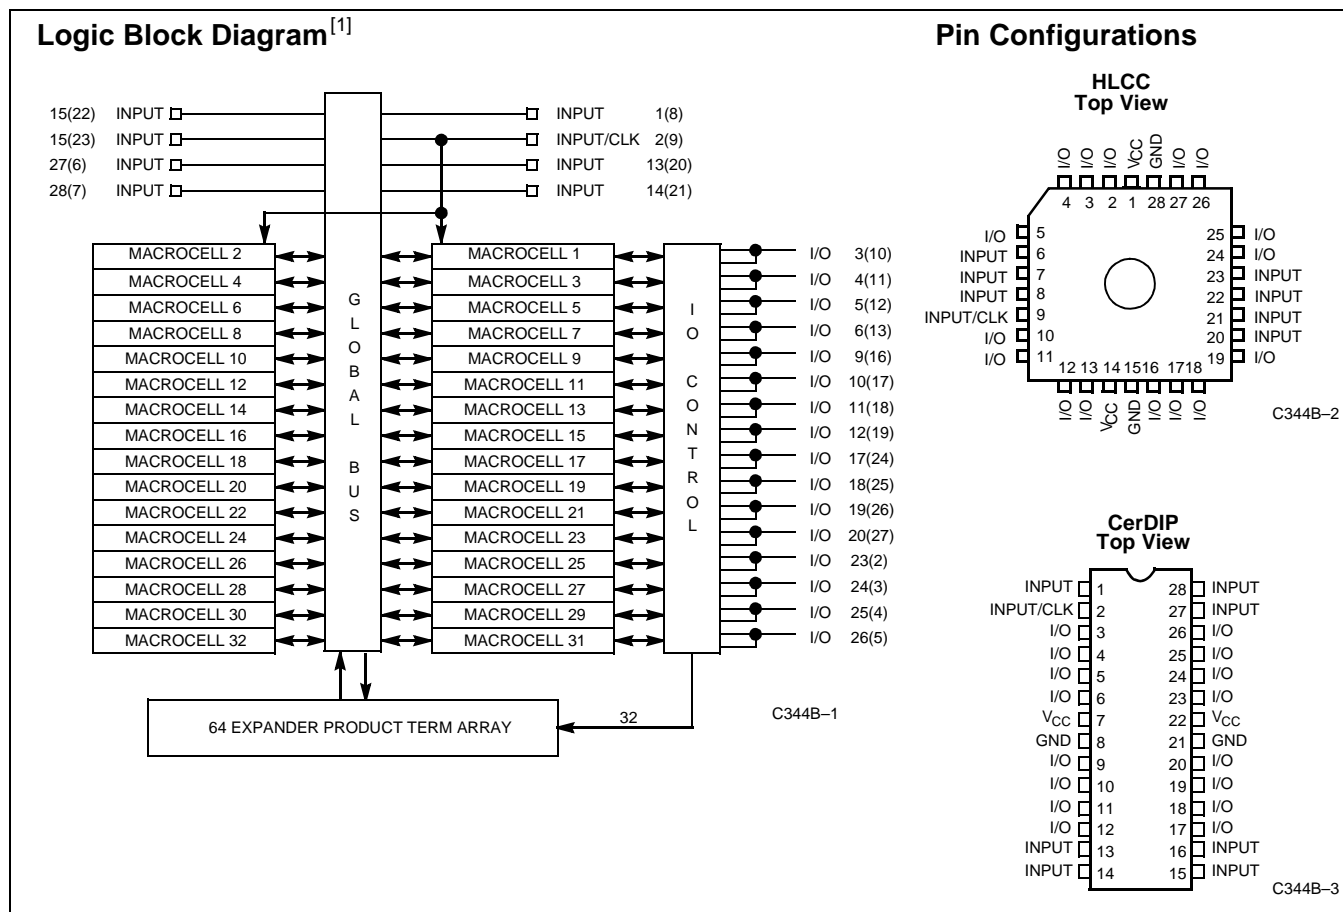 Logic Block Diagram[1]
15(22) INPUT
15(23) INPUT
27(6) INPUT
28(7) INPUT
INPUT 1(8)
INPUT/CLK 2(9)
INPUT 13(20)
INPUT 14(21)
MACROCELL 2
MACROCELL 4
MACROCELL 6
MACROCELL 8
MACROCELL 10
MACROCELL 12
MACROCELL 14
MACROCELL 16
MACROCELL 18
MACROCELL 20
MACROCELL 22
MACROCELL 24
MACROCELL 26
MACROCELL 28
MACROCELL 30
MACROCELL 32
GLOBAL BUS
MACROCELL 1
MACROCELL 3
MACROCELL 5
MACROCELL 7
MACROCELL 9
MACROCELL 11
MACROCELL 13
MACROCELL 15
MACROCELL 17
MACROCELL 19
MACROCELL 21
MACROCELL 23
MACROCELL 25
MACROCELL 27
MACROCELL 29
MACROCELL 31
IO CONTROL
I/O 3(10)
I/O 4(11)
I/O 5(12)
I/O 6(13)
I/O 9(16)
I/O 10(17)
I/O 11(18)
I/O 12(19)
I/O 17(24)
I/O 18(25)
I/O 19(26)
I/O 20(27)
I/O 23(2)
I/O 24(3)
I/O 25(4)
I/O 26(5)
64 EXPANDER PRODUCT TERM ARRAY
32
C344B–1
Pin Configurations
HLCC
Top View
I/O I/O I/O VCC GND I/O I/O
4 3 2 1 28 27 26
I/O 5
INPUT 6
INPUT 7
INPUT 8
INPUT/CLK 9
I/O 10
I/O 11
25 I/O
24 I/O
23 INPUT
22 INPUT
21 INPUT
20 INPUT
19 I/O
12 13 14 15 16 17 18
I/O I/O VCC GND I/O I/O I/O
C344B–2
CerDIP
Top View
INPUT 1 28 INPUT
INPUT/CLK 2 27 INPUT
I/O 3 26 I/O
I/O 4 25 I/O
I/O 5 24 I/O
I/O 6 23 I/O
VCC 7 22 VCC
GND 8 21 GND
I/O 9 20 I/O
I/O 10 19 I/O
I/O 11 18 I/O
I/O 12 17 I/O
INPUT 13 16 INPUT
INPUT 14 15 INPUT
C344B–3